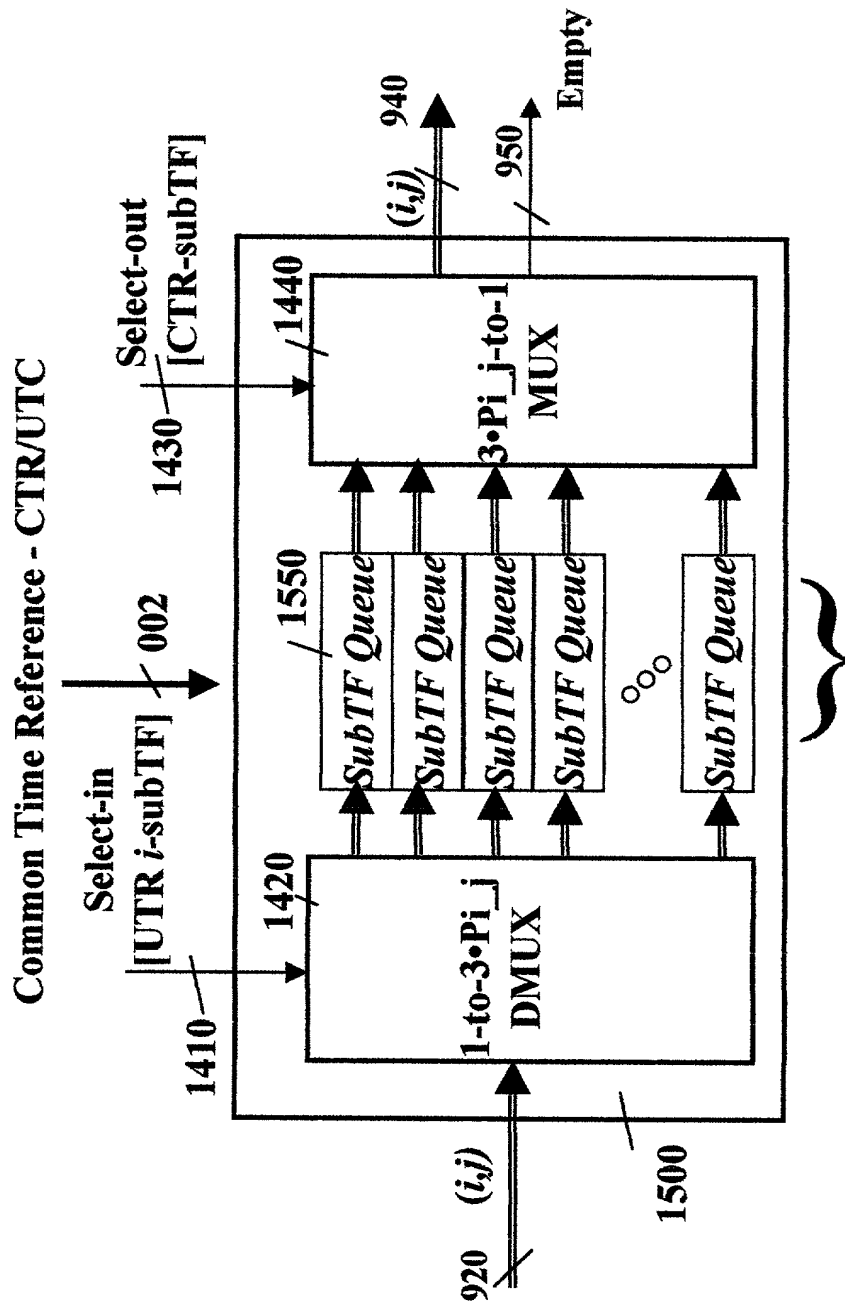 Common Time Reference - CTR/UTC
002
Select-in
[UTR i-subTF]
1410
Select-out
[CTR-subTF]
1430
1420
1-to-3•Pi_j
DMUX
1550
SubTF Queue
SubTF Queue
SubTF Queue
SubTF Queue
SubTF Queue
1440
3•Pi_j-to-1
MUX
(i,j)
920
(i,j)
940
950
Empty
1500